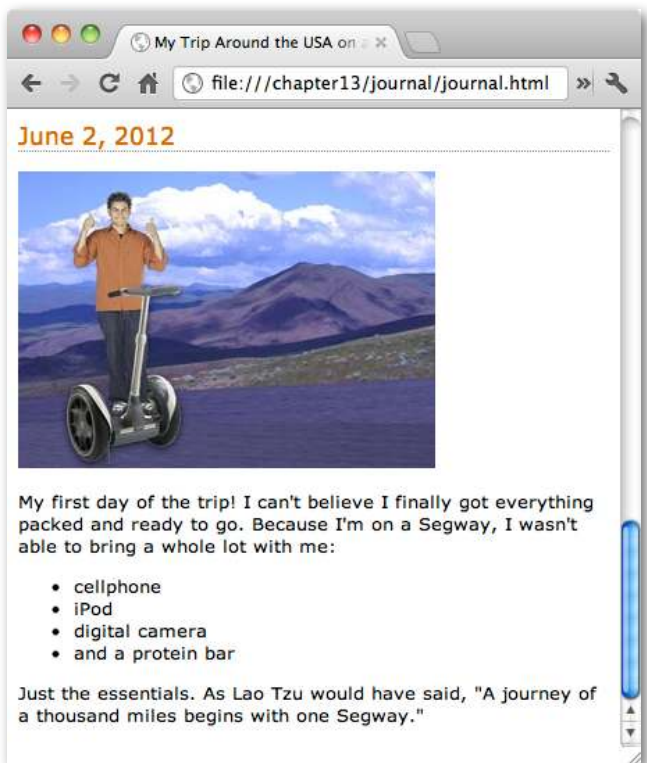 My Trip Around the USA on a
file:///chapter13/journal/journal.html
June 2, 2012
My first day of the trip! I can't believe I finally got everything
packed and ready to go. Because I'm on a Segway, I wasn't
able to bring a whole lot with me:
• cellphone
• iPod
• digital camera
• and a protein bar
Just the essentials. As Lao Tzu would have said, "A journey of
a thousand miles begins with one Segway."